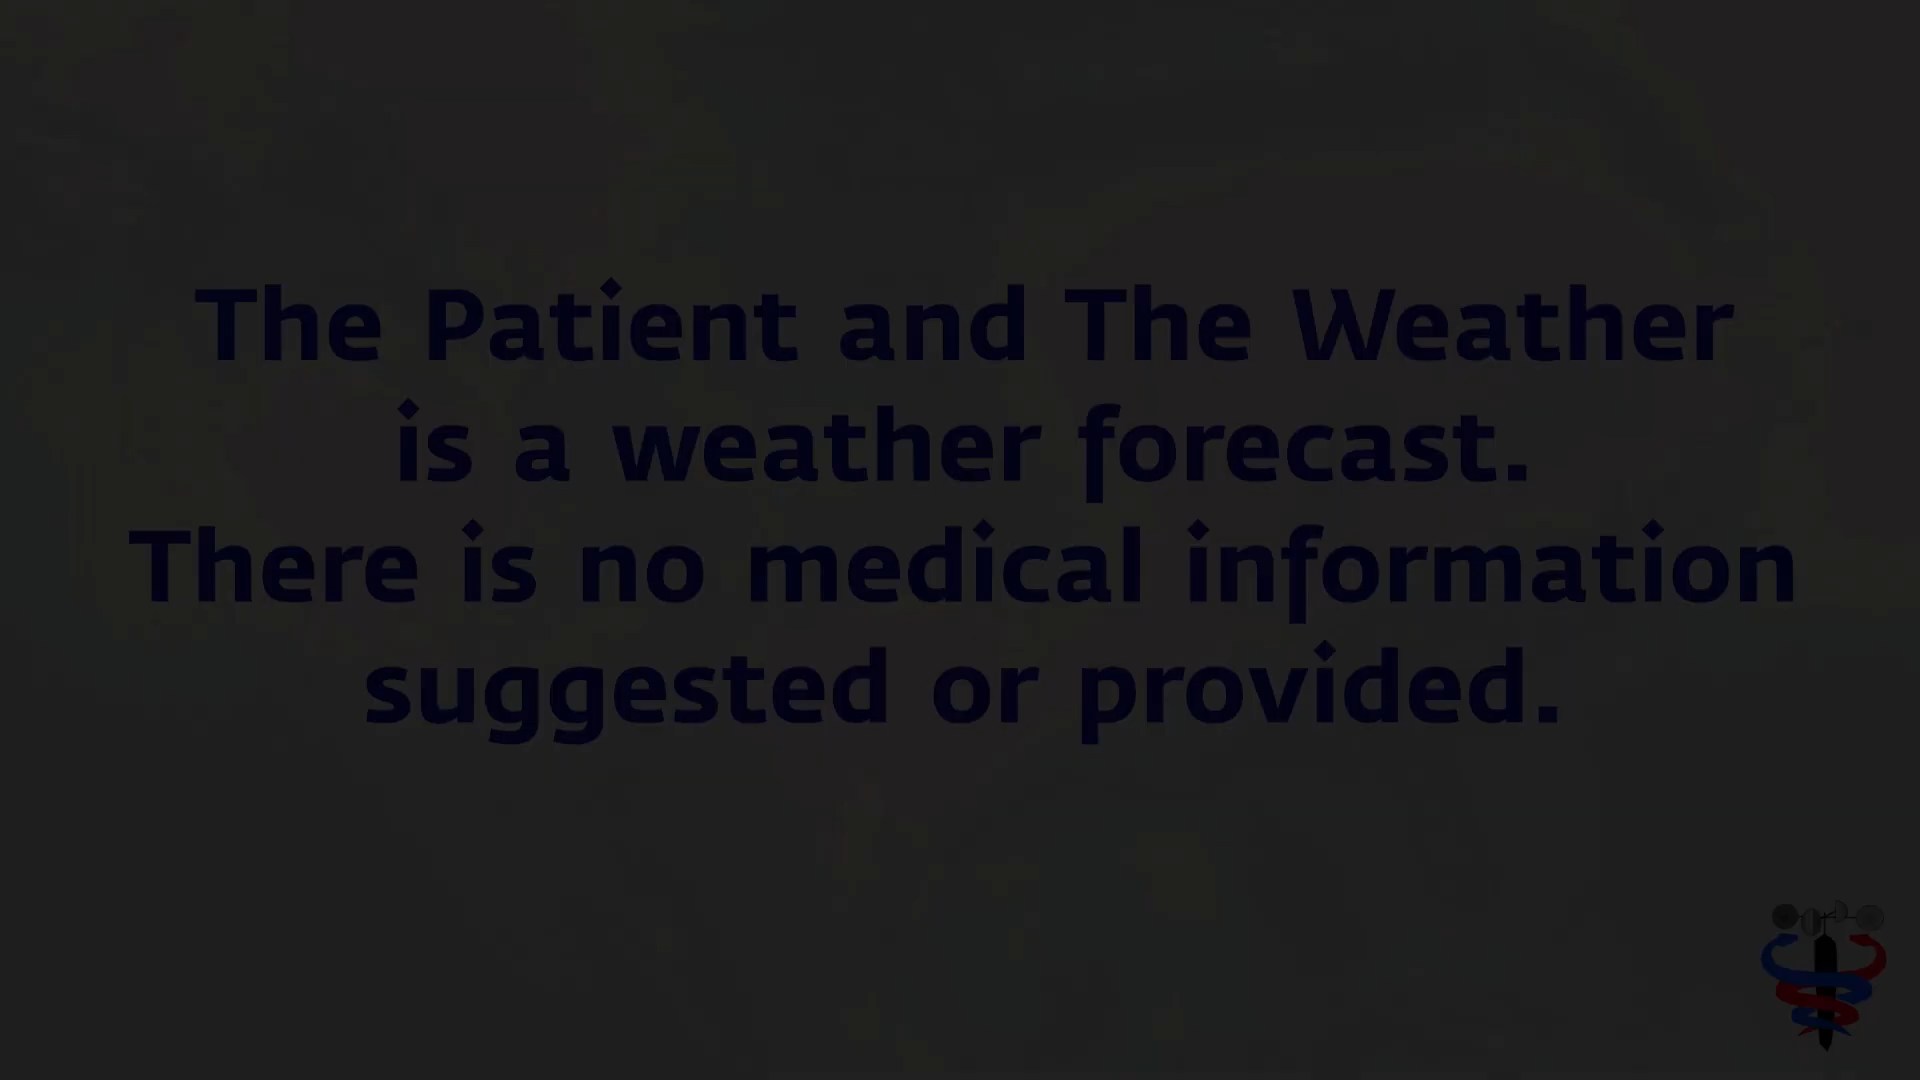 The Patient and The Weather
is a weather forecast.
There is no medical information
suggested or provided.